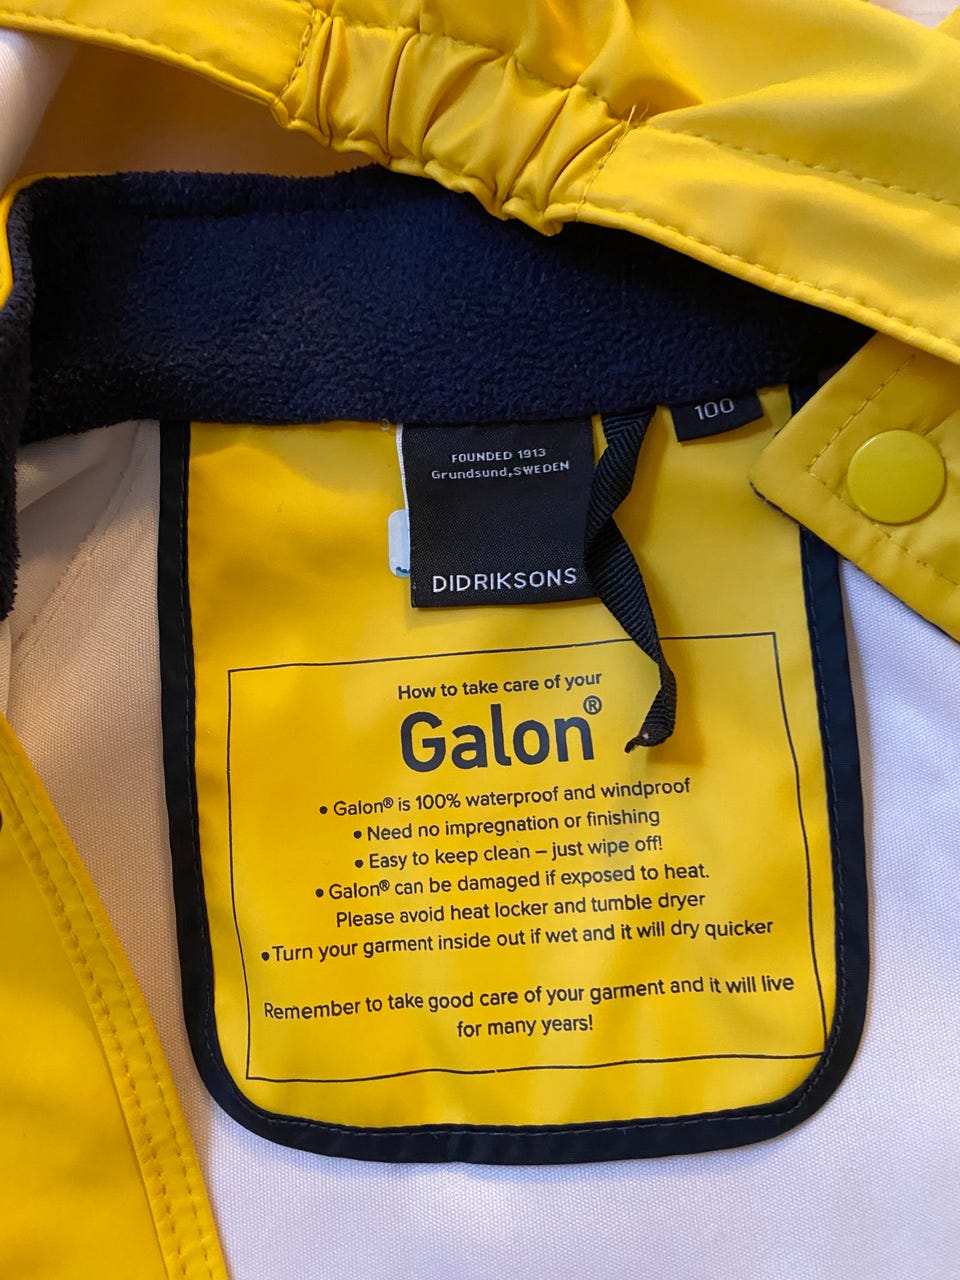 100
FOUNDED 1913
Grundsund,SWEDEN
DIDRIKSONS
How to take care of your
Galon®
• Galon® is 100% waterproof and windproof
• Need no impregnation or finishing
• Easy to keep clean – just wipe off!
• Galon® can be damaged if exposed to heat.
Please avoid heat locker and tumble dryer
• Turn your garment inside out if wet and it will dry quicker
Remember to take good care of your garment and it will live
for many years!